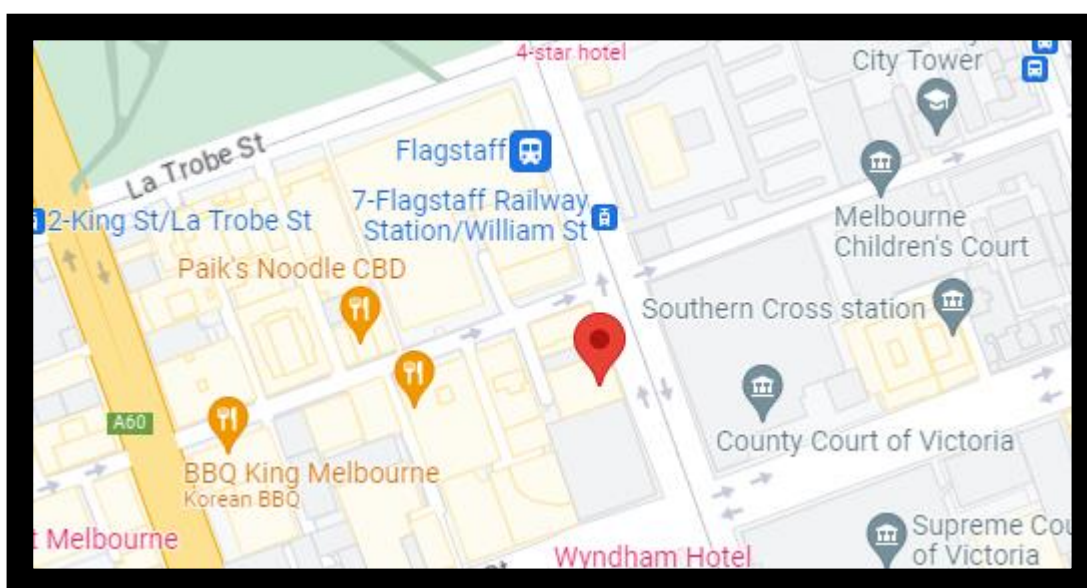 4-star hotel
City Tower
La Trobe St
Flagstaff
2-King St/La Trobe St
7-Flagstaff Railway
Station/William St
Melbourne
Children's Court
Paik's Noodle CBD
Southern Cross station
A60
BBQ King Melbourne
Korean BBQ
County Court of Victoria
Melbourne
Wyndham Hotel
Supreme Cou
of Victoria